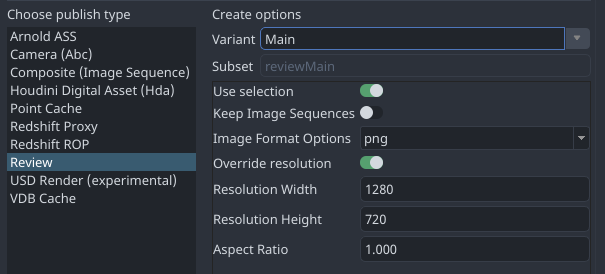 Choose publish type
Arnold ASS
Camera (Abc)
Composite (Image Sequence)
Houdini Digital Asset (Hda)
Point Cache
Redshift Proxy
Redshift ROP
Review
USD Render (experimental)
VDB Cache
Create options
Variant Main
Subset reviewMain
Use selection
Keep Image Sequences
Image Format Options png
Override resolution
Resolution Width 1280
Resolution Height 720
Aspect Ratio 1.000